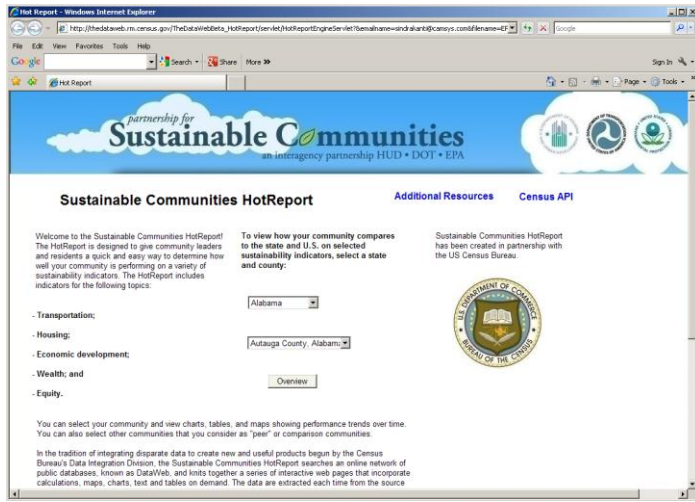 Hot Report - Windows Internet Explorer
http://thedataweb.rm.census.gov/TheDataWebBeta_HotReport/servlet/HotReportEngineServlet?&emailname=sindrakanti@camsys.com&filename=EF
Google
File Edit View Favorites Tools Help
Google Search Share More >> Sign In
Hot Report Page Tools
partnership for
Sustainable Communities
an interagency partnership HUD • DOT • EPA
Sustainable Communities HotReport
Additional Resources Census API
Welcome to the Sustainable Communities HotReport!
The HotReport is designed to give community leaders
and residents a quick and easy way to determine how
well your community is performing on a variety of
sustainability indicators. The HotReport includes
indicators for the following topics:
- Transportation;
- Housing;
- Economic development;
- Wealth; and
- Equity.
To view how your community compares
to the state and U.S. on selected
sustainability indicators, select a state
and county:
Alabama
Autauga County, Alabama
Overview
Sustainable Communities HotReport
has been created in partnership with
the US Census Bureau.
U.S. DEPARTMENT OF COMMERCE
BUREAU OF THE CENSUS
You can select your community and view charts, tables, and maps showing performance trends over time.
You can also select other communities that you consider as "peer" or comparison communities.
In the tradition of integrating disparate data to create new and useful products begun by the Census
Bureau's Data Integration Division, the Sustainable Communities HotReport searches an online network of
public databases, known as DataWeb, and knits together a series of interactive web pages that incorporate
calculations, maps, charts, text and tables on demand. The data are extracted each time from the source